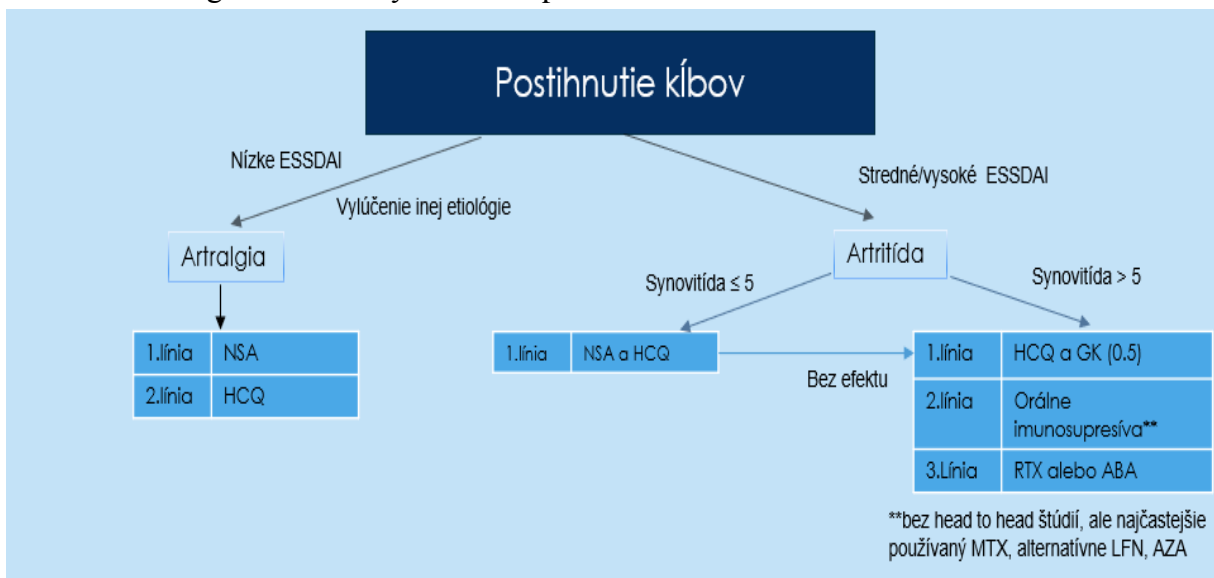 Postihnutie kĺbov
Nízke ESSDAI
Stredné/vysoké ESSDAI
Vylúčenie inej etiológie
Artralgia
Artritída
Synovitída ≤ 5
Synovitída > 5
1.línia NSA
2.línia HCQ
1.línia NSA a HCQ
Bez efektu
1.línia HCQ a GK (0.5)
2.línia Orálne
imunosupresíva**
3.Línia RTX alebo ABA
**bez head to head štúdií, ale najčastejšie
používaný MTX, alternatívne LFN, AZA